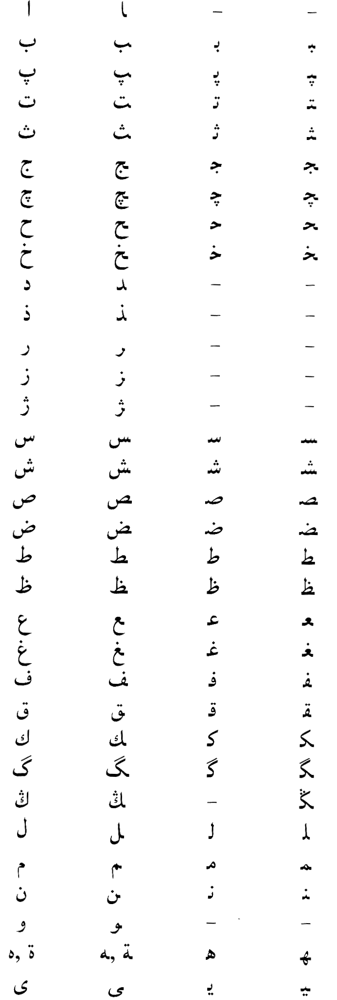 ا ـا – –
ب ـب بـ ـبـ
پ ـپ پـ ـپـ
ت ـت تـ ـتـ
ث ـث ثـ ـثـ
ج ـج جـ ـجـ
چ ـچ چـ ـچـ
ح ـح حـ ـحـ
خ ـخ خـ ـخـ
د ـد – –
ذ ـذ – –
ر ـر – –
ز ـز – –
ژ ـژ – –
س ـس سـ ـسـ
ش ـش شـ ـشـ
ص ـص صـ ـصـ
ض ـض ضـ ـضـ
ط ـط طـ ـطـ
ظ ـظ ظـ ـظـ
ع ـع عـ ـعـ
غ ـغ غـ ـغـ
ف ـف فـ ـفـ
ق ـق قـ ـقـ
ك ـك كـ ـكـ
گ ـگ گـ ـگـ
ڭ ـڭ – ـڭـ
ل ـل لـ ـلـ
م ـم مـ ـمـ
ن ـن نـ ـنـ
و ـو – –
ه, ة ـه, ـة هـ ـهـ
ى ـى يـ ـيـ